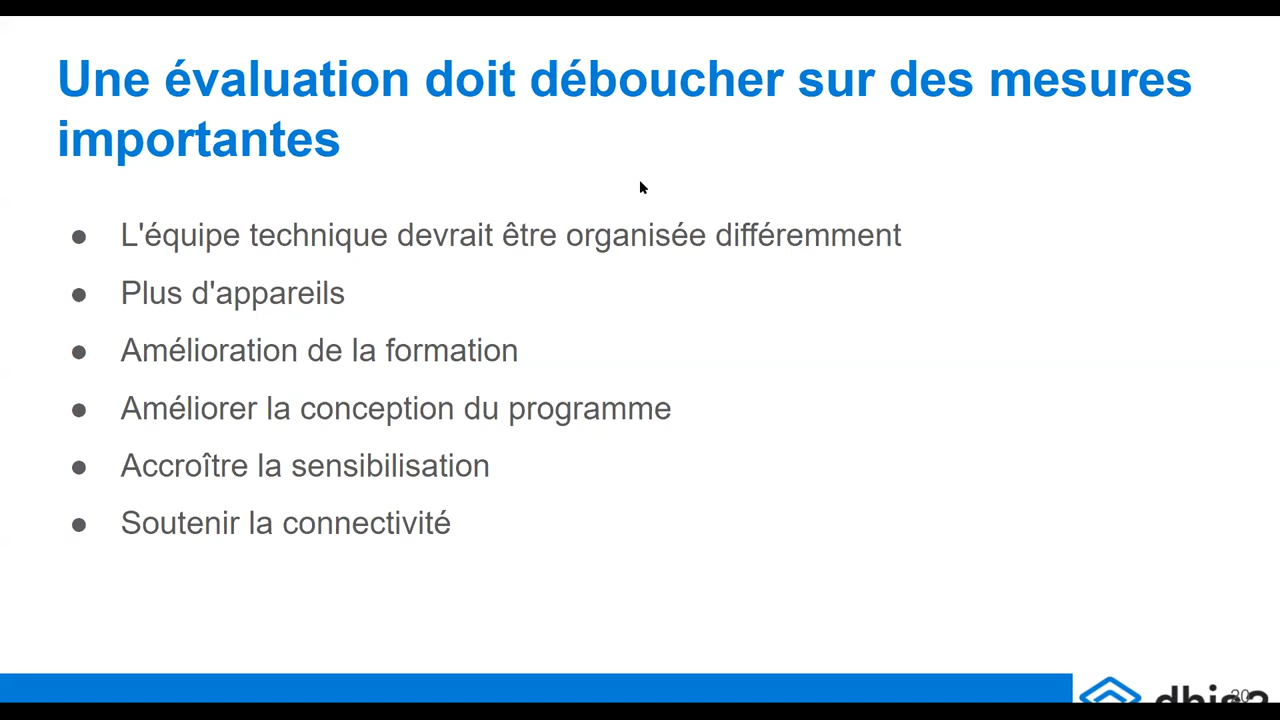 Une évaluation doit déboucher sur des mesures
importantes
● L'équipe technique devrait être organisée différemment
● Plus d'appareils
● Amélioration de la formation
● Améliorer la conception du programme
● Accroître la sensibilisation
● Soutenir la connectivité
dhis2